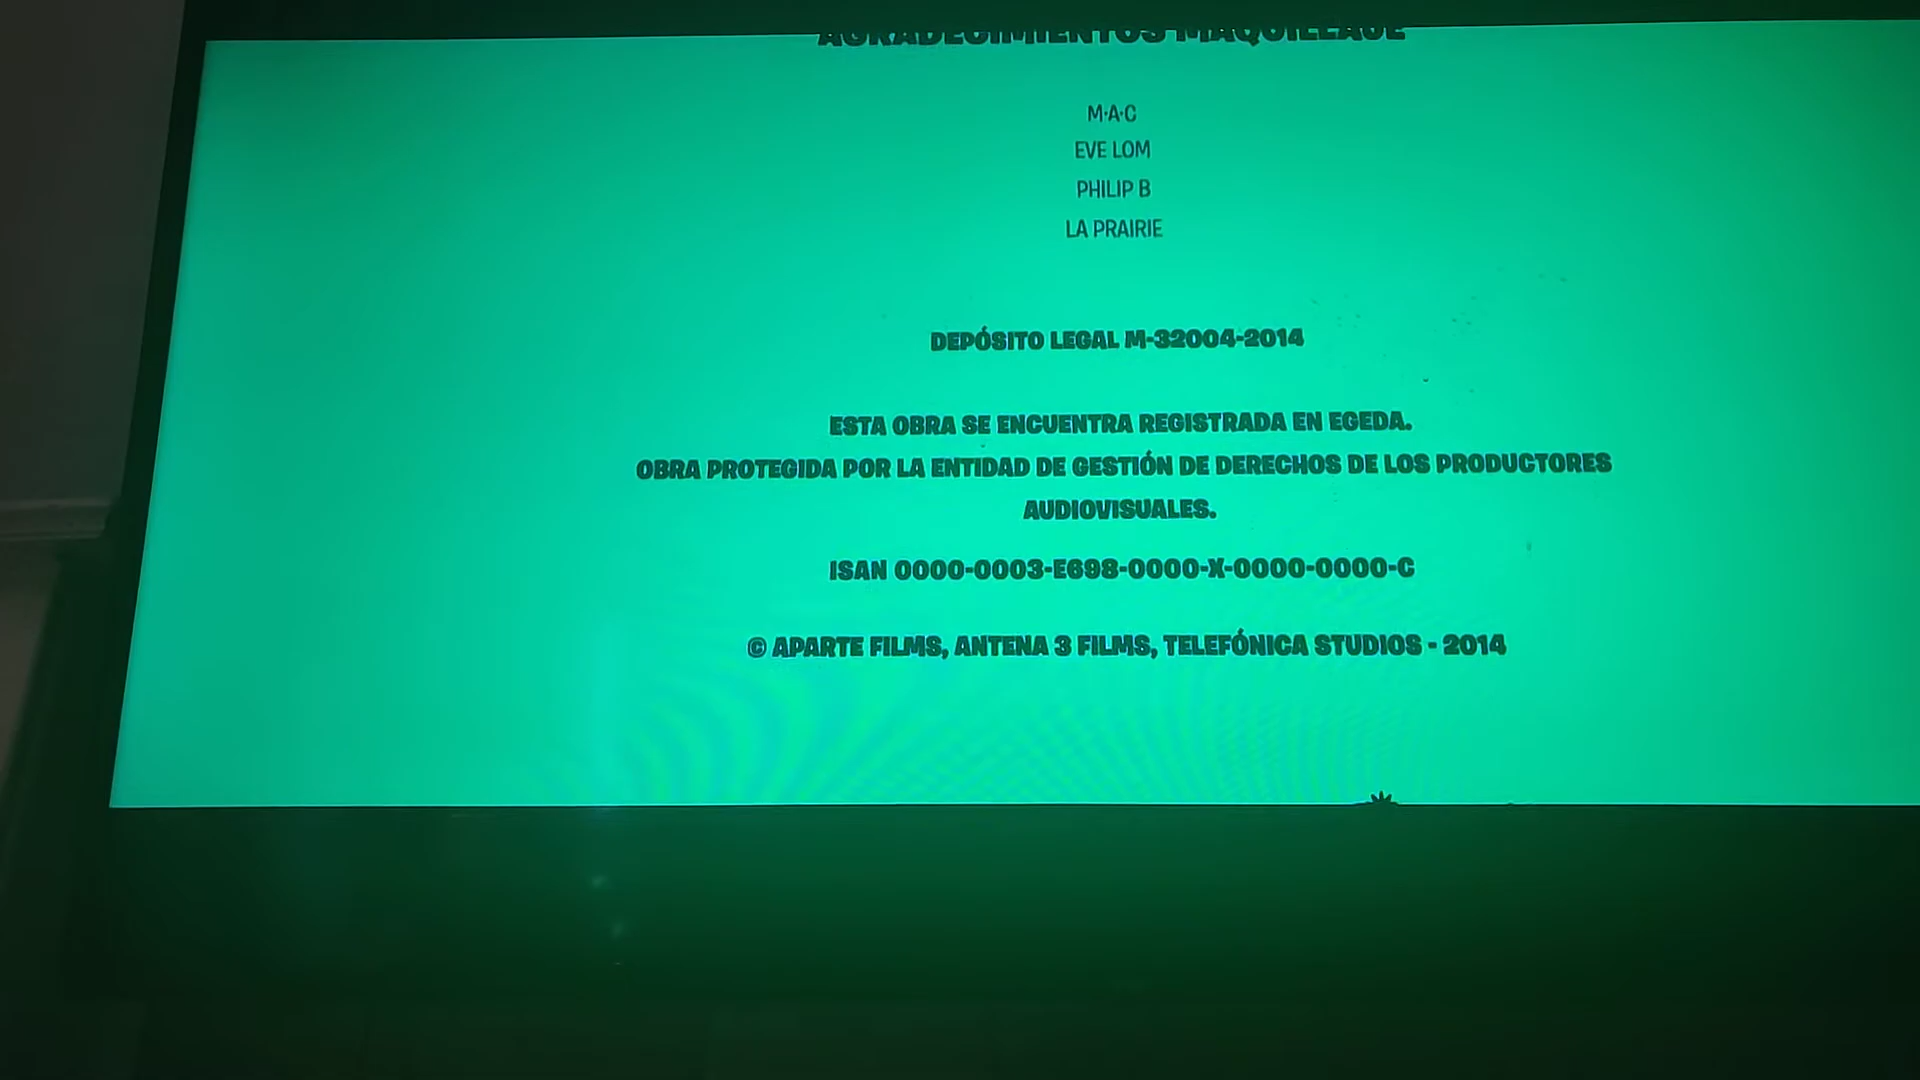 AGRADECIMIENTOS MAQUILLAJE
M·A·C
EVE LOM
PHILIP B
LA PRAIRIE
DEPÓSITO LEGAL M-32004-2014
ESTA OBRA SE ENCUENTRA REGISTRADA EN EGEDA.
OBRA PROTEGIDA POR LA ENTIDAD DE GESTIÓN DE DERECHOS DE LOS PRODUCTORES
AUDIOVISUALES.
ISAN 0000-0003-E698-0000-X-0000-0000-C
© APARTE FILMS, ANTENA 3 FILMS, TELEFÓNICA STUDIOS - 2014